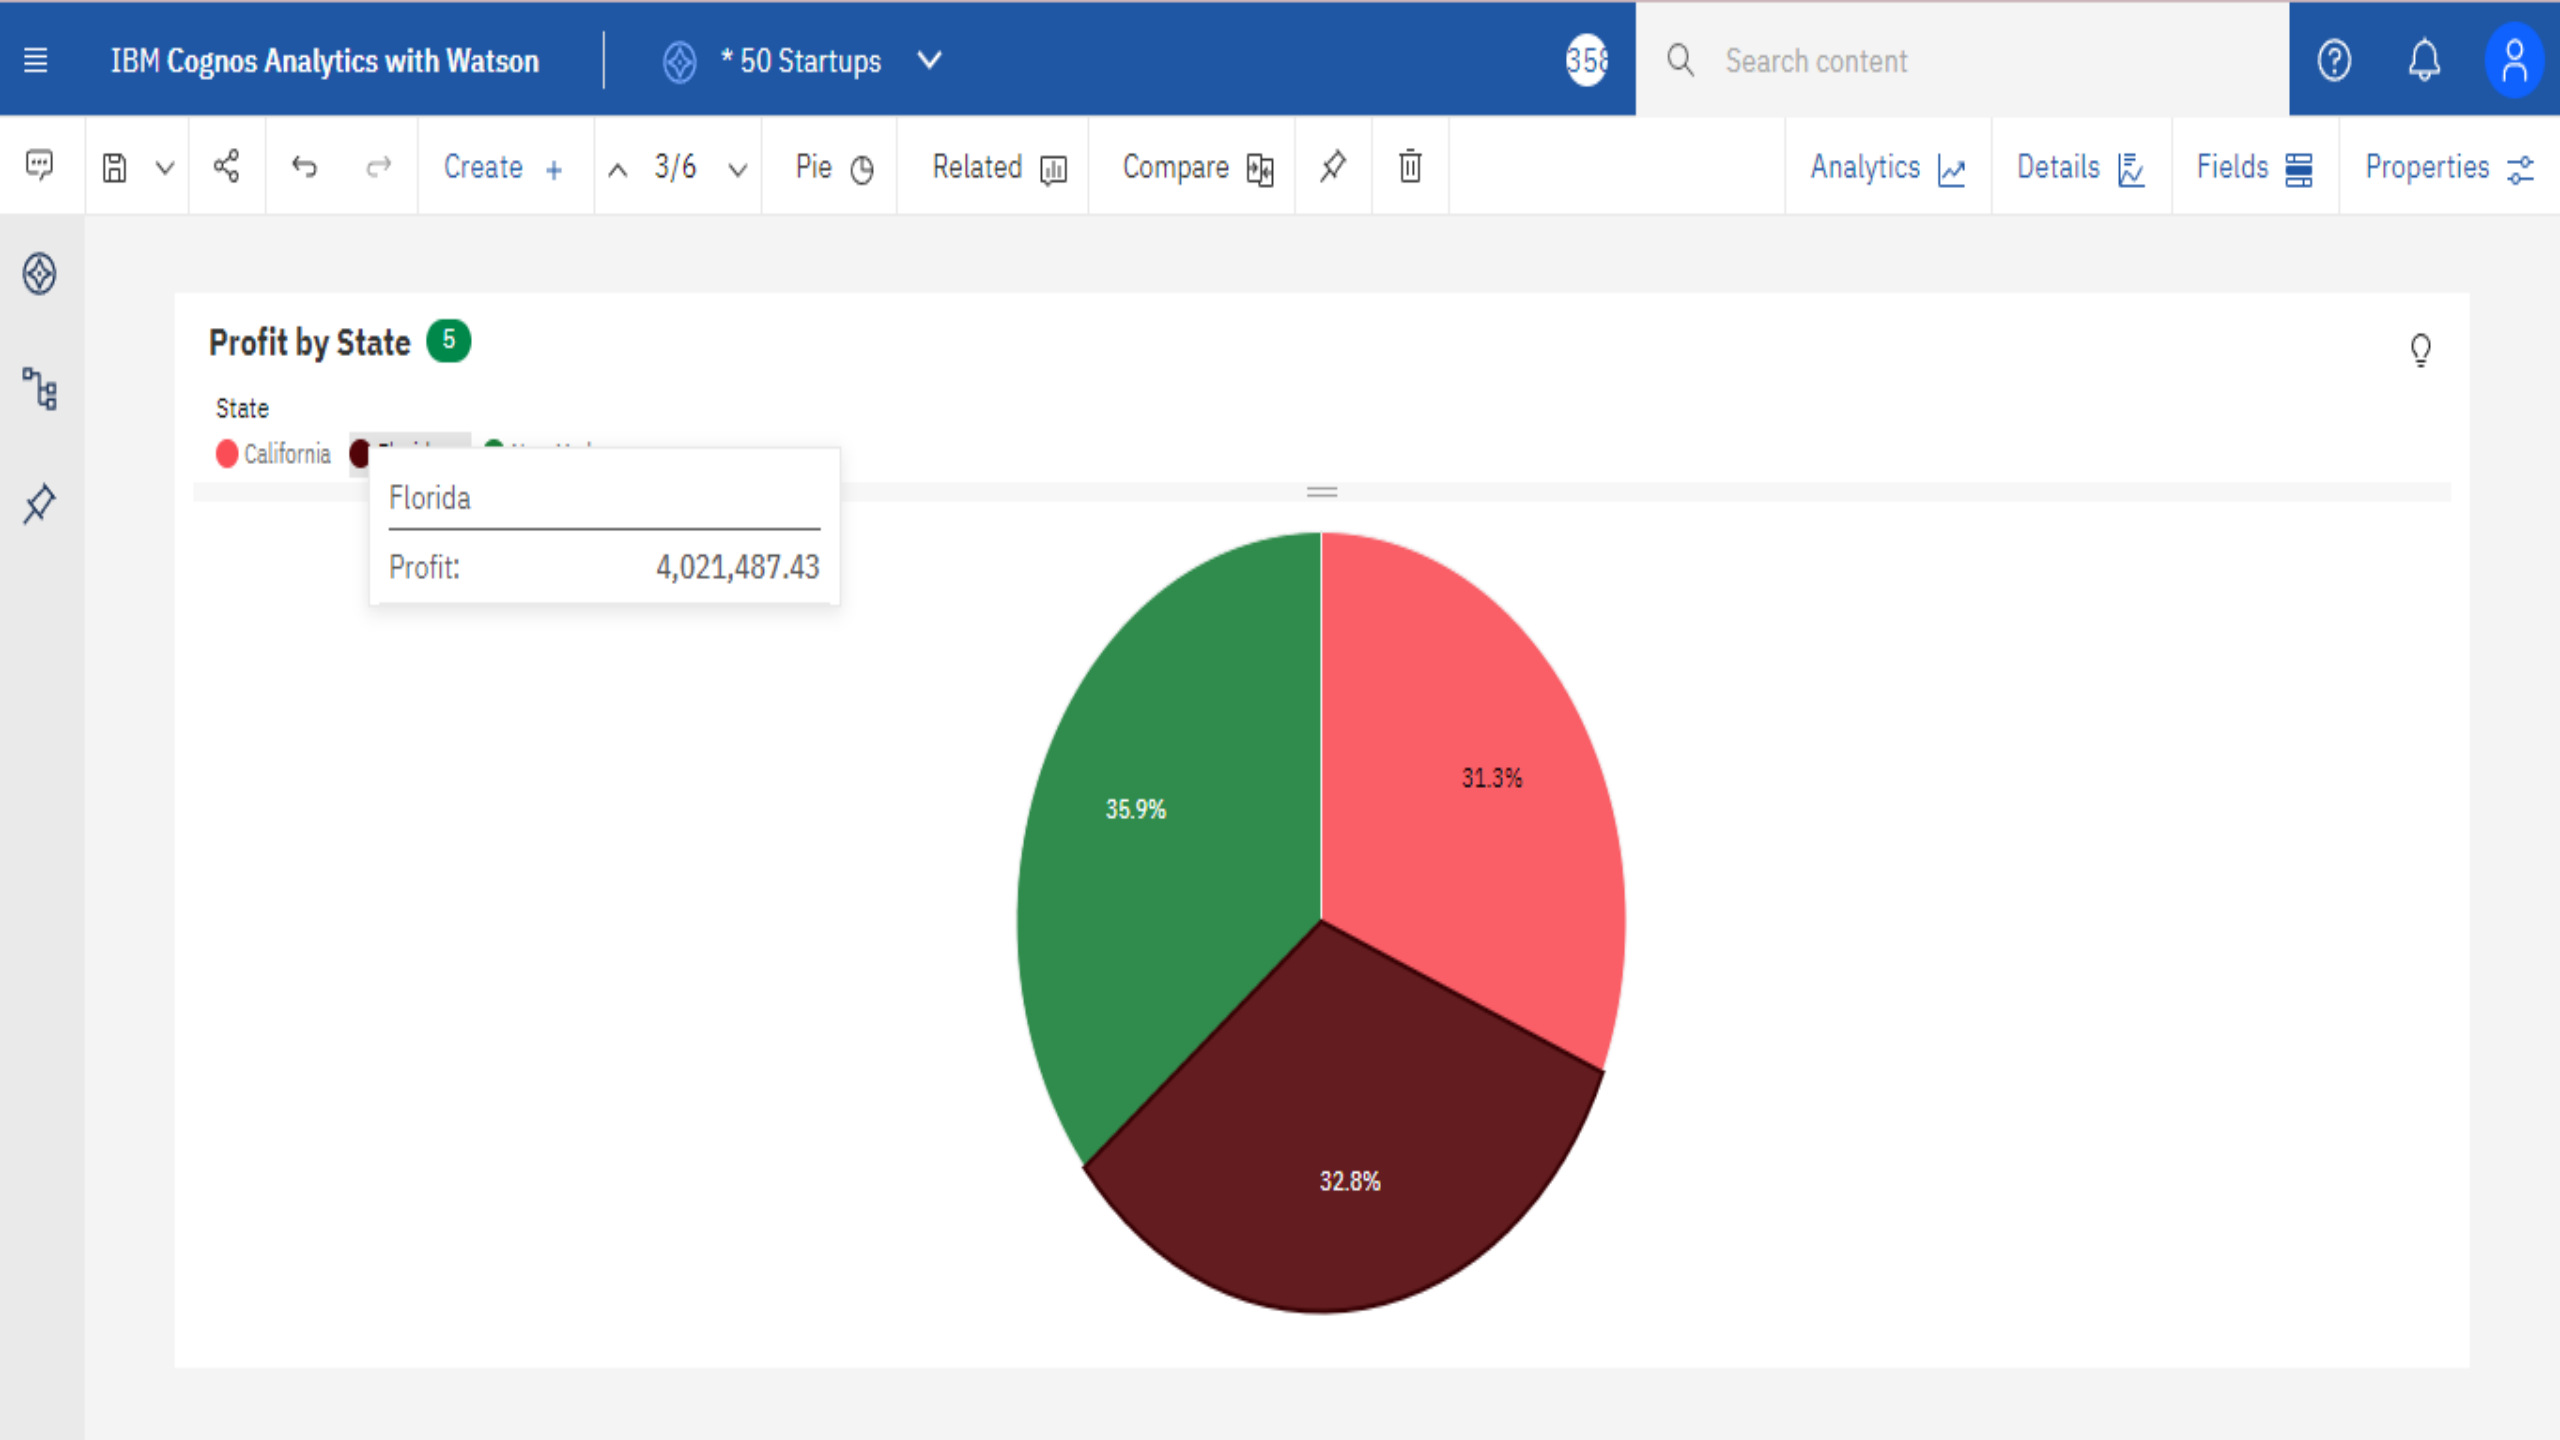 IBM Cognos Analytics with Watson
* 50 Startups
358
Search content
Create +
3/6
Pie
Related
Compare
Analytics
Details
Fields
Properties
Profit by State 5
State
California
Florida
Profit: 4,021,487.43
31.3%
35.9%
32.8%